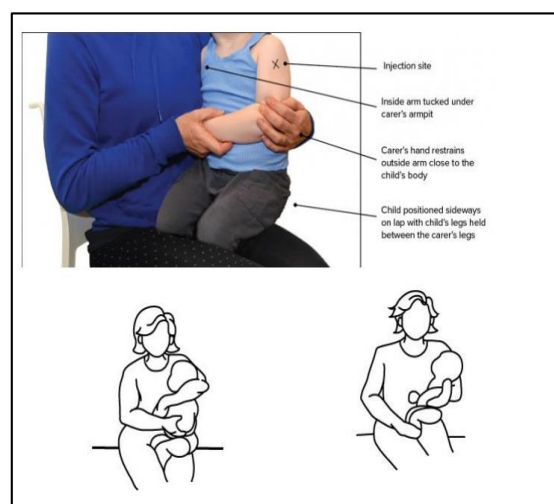 Injection site
Inside arm tucked under
carer's armpit
Carer's hand restrains
outside arm close to the
child's body
Child positioned sideways
on lap with child's legs held
between the carer's legs